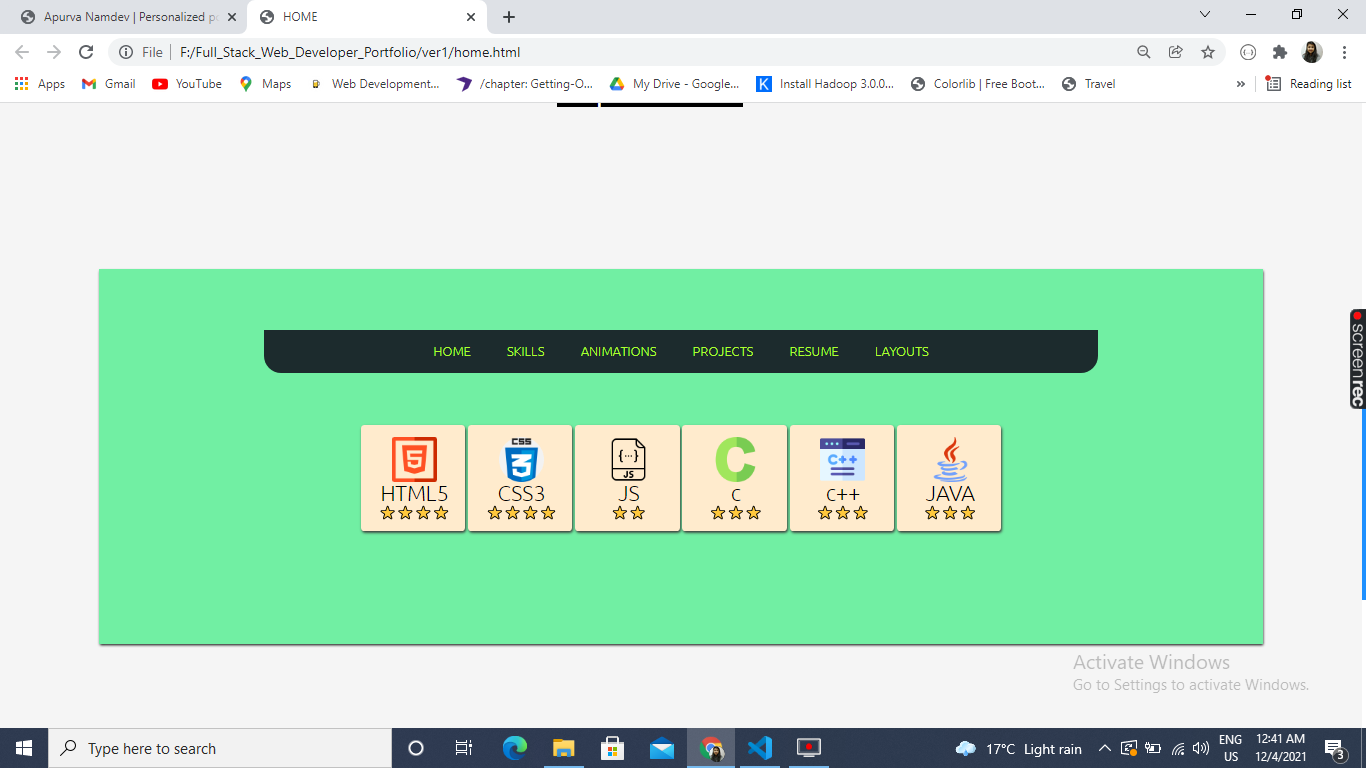 Apurva Namdev | Personalized po
HOME
File F:/Full_Stack_Web_Developer_Portfolio/ver1/home.html
Apps Gmail YouTube Maps Web Development... /chapter: Getting-O... My Drive - Google... Install Hadoop 3.0.0... Colorlib | Free Boot... Travel » Reading list
HOME SKILLS ANIMATIONS PROJECTS RESUME LAYOUTS
5 CSS 3 {...} JS C C++
HTML5 CSS3 JS C C++ JAVA
screenrec
Activate Windows
Go to Settings to activate Windows.
Type here to search
17°C Light rain
ENG
US
12:41 AM
12/4/2021
3